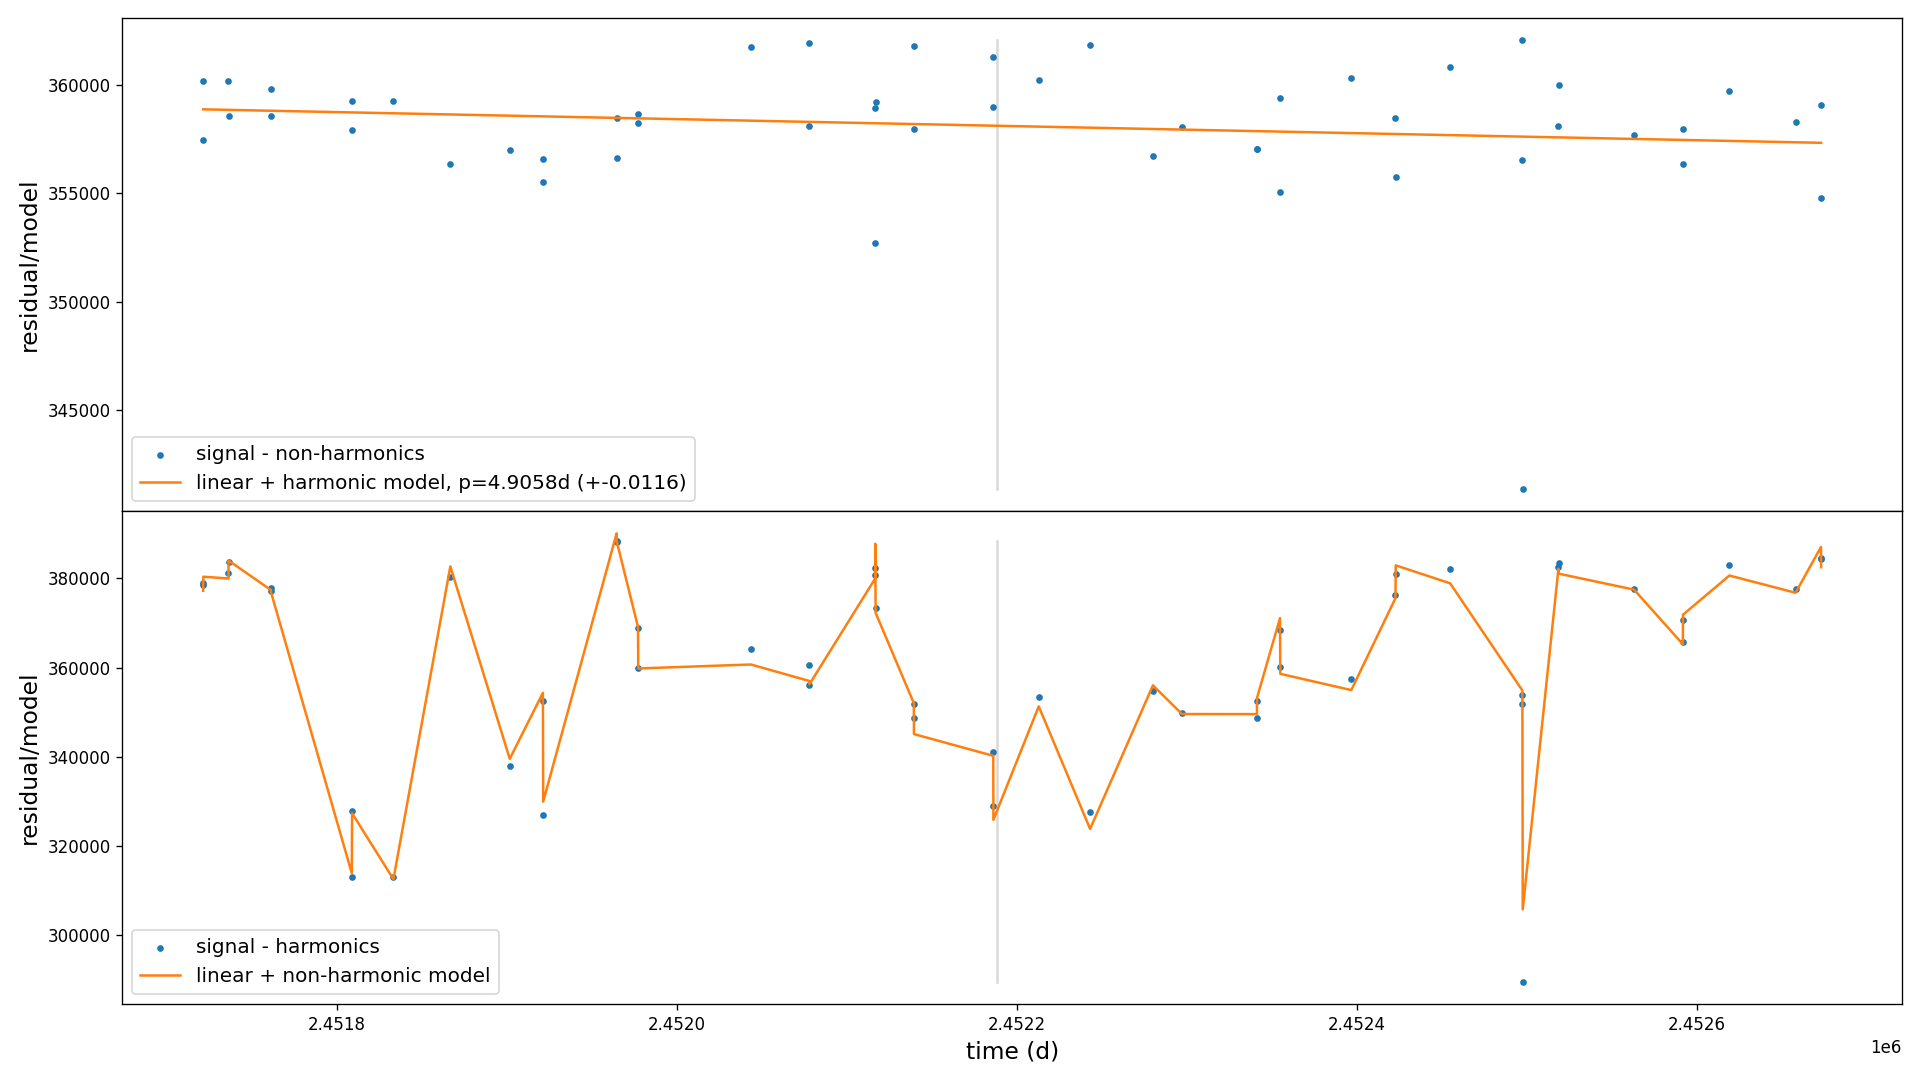 360000
355000
350000
345000
residual/model
signal - non-harmonics
linear + harmonic model, p=4.9058d (+-0.0116)
380000
360000
340000
320000
300000
residual/model
signal - harmonics
linear + non-harmonic model
2.4518
2.4520
2.4522
2.4524
2.4526
time (d)
1e6